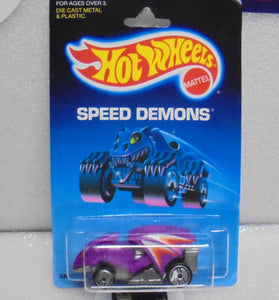 FOR AGES OVER 3.
DIE CAST METAL
& PLASTIC.
Hot Wheels
MATTEL
SPEED DEMONS®